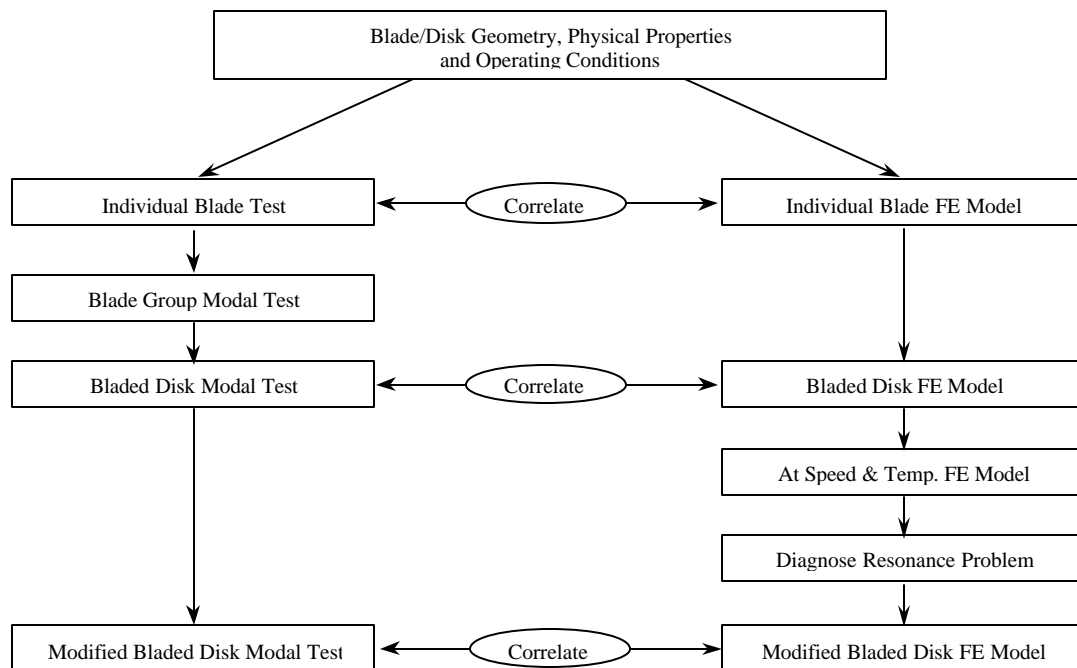 Blade/Disk Geometry, Physical Properties
and Operating Conditions
Individual Blade Test
Correlate
Individual Blade FE Model
Blade Group Modal Test
Bladed Disk Modal Test
Correlate
Bladed Disk FE Model
At Speed & Temp. FE Model
Diagnose Resonance Problem
Modified Bladed Disk Modal Test
Correlate
Modified Bladed Disk FE Model